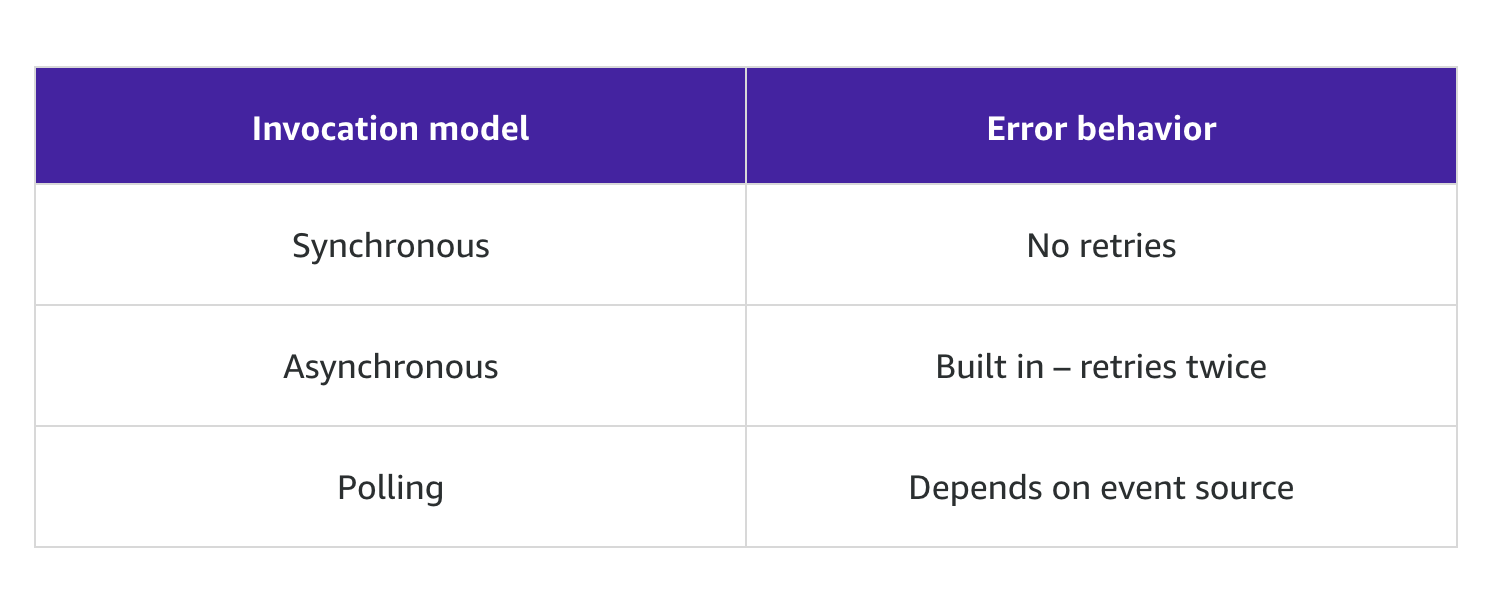 Invocation model
Error behavior
Synchronous
No retries
Asynchronous
Built in – retries twice
Polling
Depends on event source